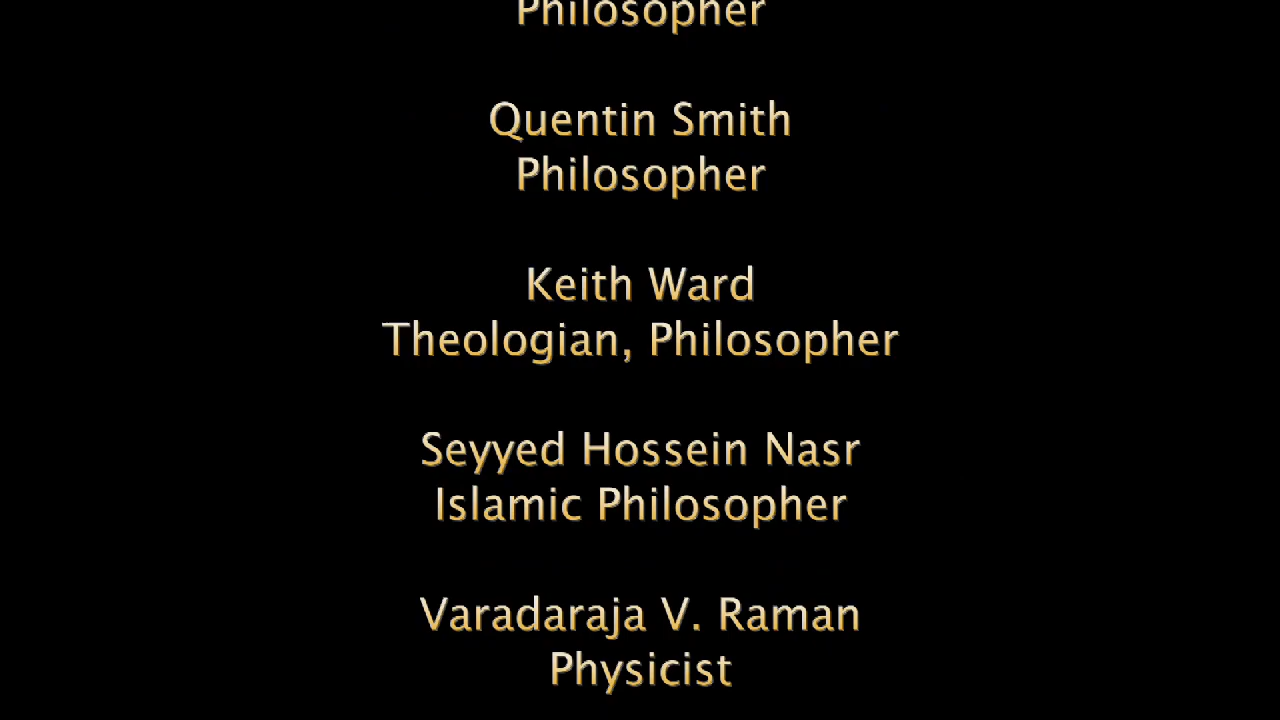 Philosopher
Quentin Smith
Philosopher
Keith Ward
Theologian, Philosopher
Seyyed Hossein Nasr
Islamic Philosopher
Varadaraja V. Raman
Physicist